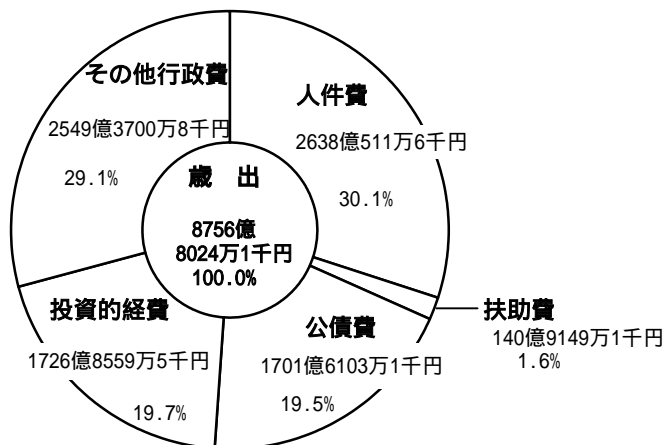 その他行政費
2549億3700万8千円
29.1%
人件費
2638億511万6千円
30.1%
歳 出
8756億
8024万1千円
100.0%
投資的経費
1726億8559万5千円
19.7%
公債費
1701億6103万1千円
19.5%
扶助費
140億9149万1千円
1.6%